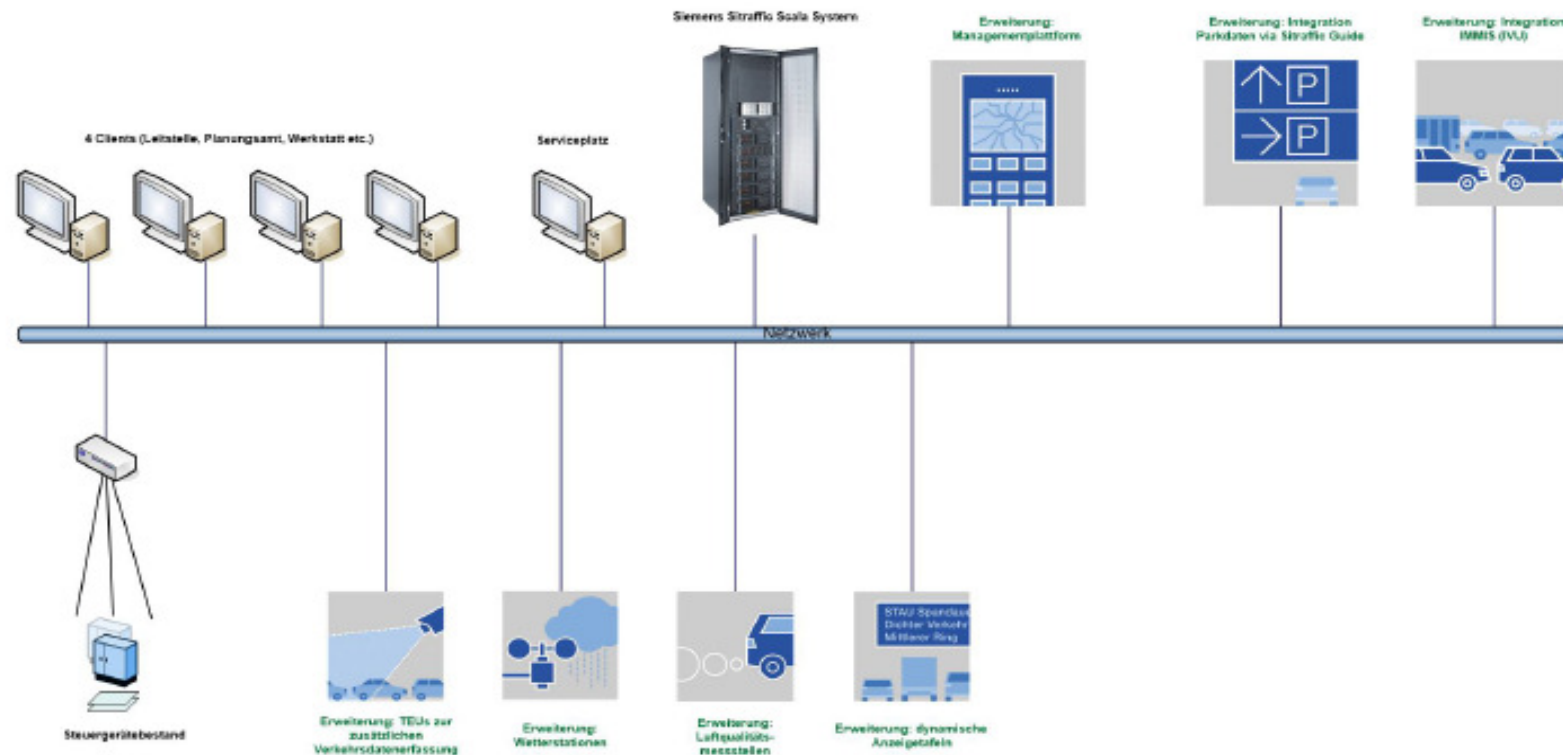 Siemens Sitraffic Scala System
Erweiterung:
Managementplattform
Erweiterung: Integration
Parkdaten via Sitraffic Guide
Erweiterung: Integration
IMMIS (IVU)
4 Clients (Leitstelle, Planungsamt, Werkstatt etc.)
Serviceplatz
P
P
Netzwerk
STAU Spandaue
Dichter Verkehr
Mittlerer Ring
Steuergerätebestand
Erweiterung: TEUs zur
zusätzlichen
Verkehrsdatenerfassung
Erweiterung:
Wetterstationen
Erweiterung:
Luftqualitäts-
messstellen
Erweiterung: dynamische
Anzeigetafeln